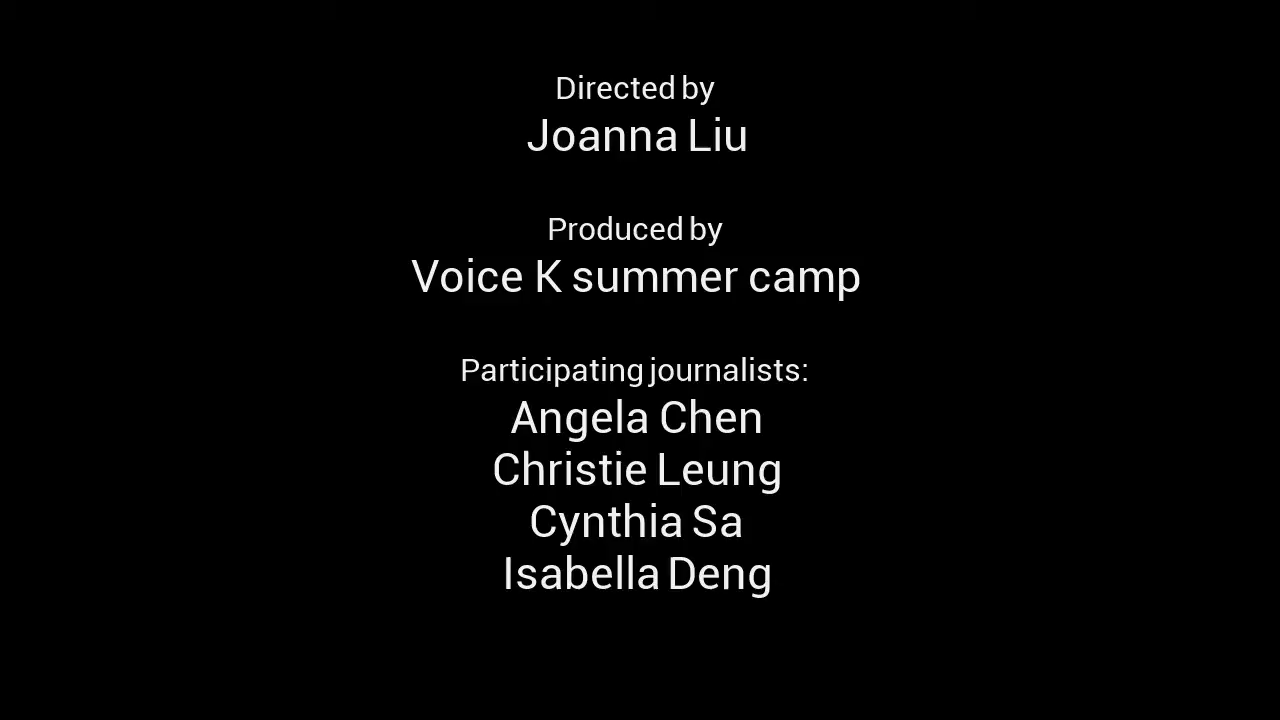 Directed by
Joanna Liu
Produced by
Voice K summer camp
Participating journalists:
Angela Chen
Christie Leung
Cynthia Sa
Isabella Deng